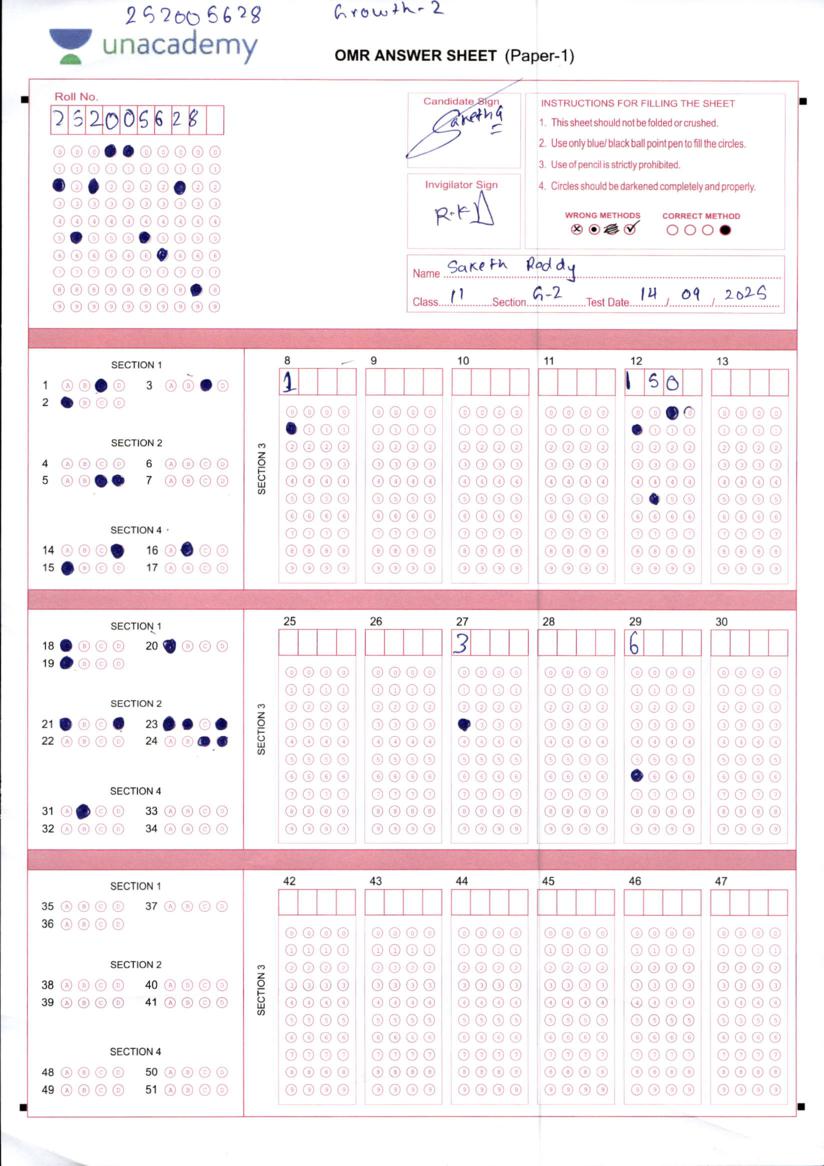 252005628 Growth-2
unacademy
OMR ANSWER SHEET (Paper-1)
Roll No.
252005628
Candidate Sign
Saketh
Invigilator Sign
INSTRUCTIONS FOR FILLING THE SHEET
1. This sheet should not be folded or crushed.
2. Use only blue/ black ball point pen to fill the circles.
3. Use of pencil is strictly prohibited.
4. Circles should be darkened completely and properly.
WRONG METHODS CORRECT METHOD
Name Saketh Reddy
Class 11 Section G-2 Test Date 14 / 09 / 2025
SECTION 1
1 A B D 3 A B D
2 B C D
SECTION 2
4 A B C D 6 A B C D
5 A B 7 A B C D
SECTION 4
14 A B C 16 A C D
15 B C D 17 A B C D
SECTION 3
8 9 10 11 12 13
1 150
SECTION 1
18 B C D 20 B C D
19 B C D
SECTION 2
21 B C 23 C
22 A B C D 24 A B
SECTION 4
31 A C D 33 A B C D
32 A B C D 34 A B C D
SECTION 3
25 26 27 28 29 30
3 6
SECTION 1
35 A B C D 37 A B C D
36 A B C D
SECTION 2
38 A B C D 40 A B C D
39 A B C D 41 A B C D
SECTION 4
48 A B C D 50 A B C D
49 A B C D 51 A B C D
SECTION 3
42 43 44 45 46 47